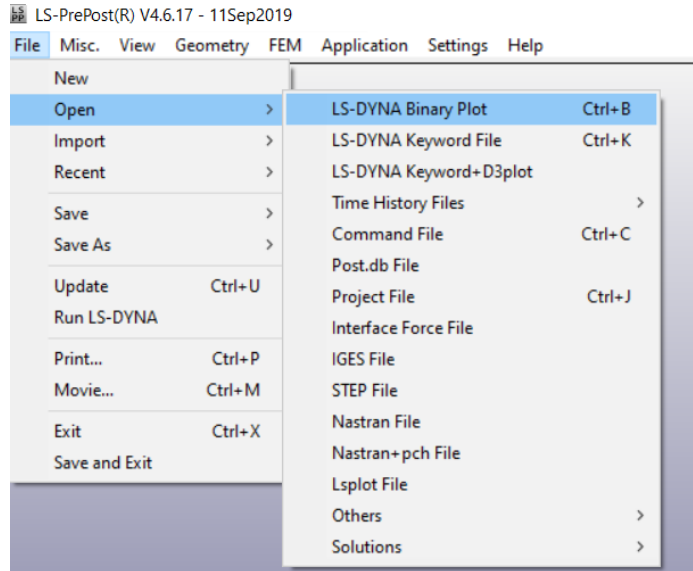 LS PP LS-PrePost(R) V4.6.17 - 11Sep2019
File Misc. View Geometry FEM Application Settings Help
New
Open >
Import >
Recent >
Save >
Save As >
Update Ctrl+U
Run LS-DYNA
Print... Ctrl+P
Movie... Ctrl+M
Exit Ctrl+X
Save and Exit
LS-DYNA Binary Plot Ctrl+B
LS-DYNA Keyword File Ctrl+K
LS-DYNA Keyword+D3plot
Time History Files >
Command File Ctrl+C
Post.db File
Project File Ctrl+J
Interface Force File
IGES File
STEP File
Nastran File
Nastran+pch File
Lsplot File
Others >
Solutions >